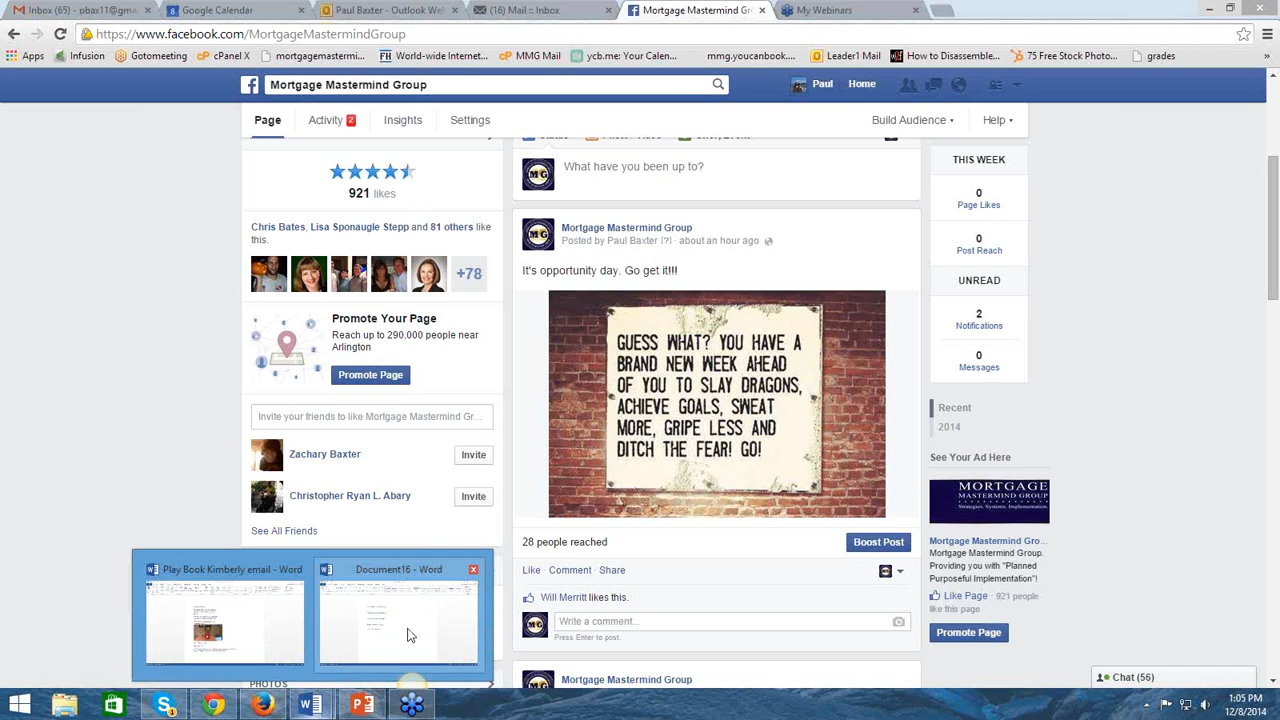 Inbox (43,090) - pbax11@gma
Google Calendar
Paul Baxter - Outlook We
(16) Mail :: Inbox
Mortgage Mastermind Gr
My Webinars
https://www.facebook.com/MortgageMastermindGroup
Apps
Infusion
Gotomeeting
cPanel X
mortgagemastermi...
World-wide Internet...
MMG Mail
ycb.me: Your Calen...
mmg.youcanbook...
Leader1 Meeting
How to Disassemble...
75 Free Stock Photo...
grades
Mortgage Mastermind Group
Paul
Home
Page
Activity 2
Insights
Settings
Build Audience
Help
921 likes
Chris Bates, Lisa Sponaugle Stepp and 81 others like
this.
+78
Promote Your Page
Reach up to 290,000 people near
Arlington
Promote Page
Invite your friends to like Mortgage Mastermind Gr...
Zachary Baxter
Invite
Christopher Ryan L. Abary
Invite
See All Friends
PHOTOS
What have you been up to?
MG
Mortgage Mastermind Group
Posted by Paul Baxter [?] · about an hour ago
It's opportunity day. Go get it!!!
GUESS WHAT? YOU HAVE A
BRAND NEW WEEK AHEAD
OF YOU TO SLAY DRAGONS,
ACHIEVE GOALS, SWEAT
MORE, GRIPE LESS AND
DITCH THE FEAR! GO!
28 people reached
Boost Post
Like · Comment · Share
Will Merritt likes this.
Write a comment...
Press Enter to post.
Mortgage Mastermind Group
THIS WEEK
0
Page Likes
0
Post Reach
UNREAD
2
Notifications
0
Messages
Recent
2014
See Your Ad Here
MORTGAGE
MASTERMIND GROUP
Strategies. Systems. Implementation.
Mortgage Mastermind Gro...
Mortgage Mastermind Group.
Providing you with "Planned
Purposeful Implementation"!
Like Page · 921 people
like this page
Promote Page
Play Book Kimberly email - Word
Document16 - Word
Chat (56)
1:05 PM
12/8/2014